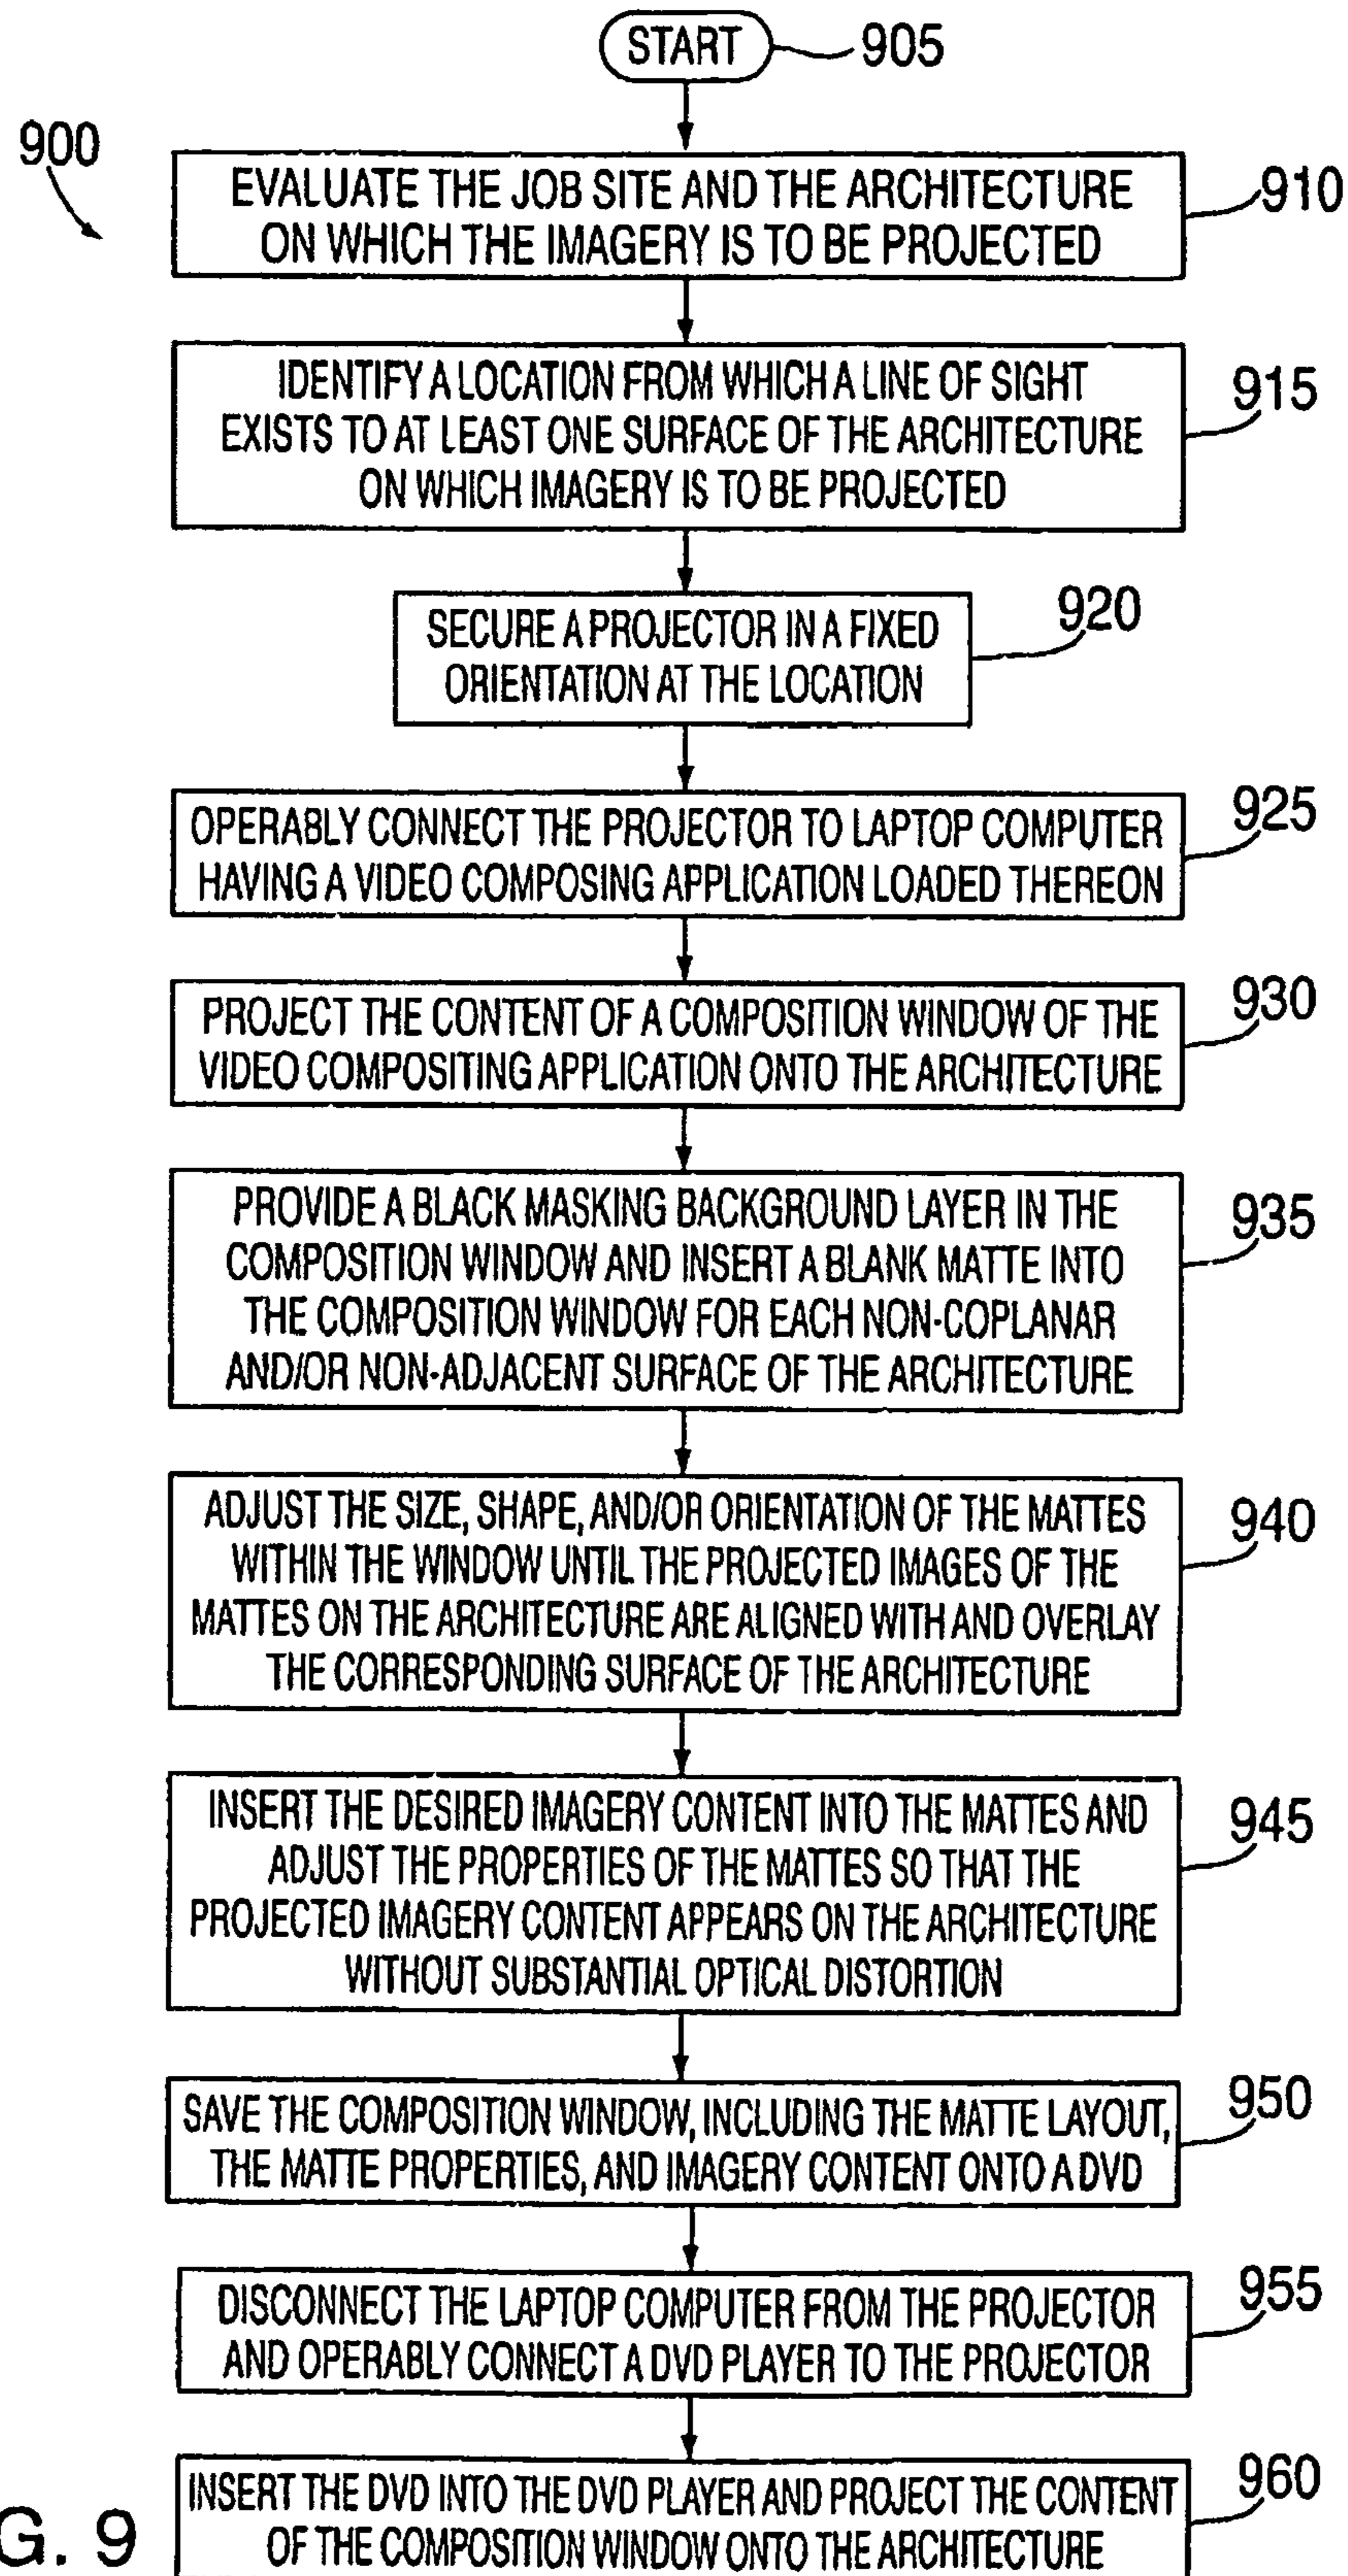 START
905
900
EVALUATE THE JOB SITE AND THE ARCHITECTURE
ON WHICH THE IMAGERY IS TO BE PROJECTED
910
IDENTIFY A LOCATION FROM WHICH A LINE OF SIGHT
EXISTS TO AT LEAST ONE SURFACE OF THE ARCHITECTURE
ON WHICH IMAGERY IS TO BE PROJECTED
915
SECURE A PROJECTOR IN A FIXED
ORIENTATION AT THE LOCATION
920
OPERABLY CONNECT THE PROJECTOR TO LAPTOP COMPUTER
HAVING A VIDEO COMPOSING APPLICATION LOADED THEREON
925
PROJECT THE CONTENT OF A COMPOSITION WINDOW OF THE
VIDEO COMPOSITING APPLICATION ONTO THE ARCHITECTURE
930
PROVIDE A BLACK MASKING BACKGROUND LAYER IN THE
COMPOSITION WINDOW AND INSERT A BLANK MATTE INTO
THE COMPOSITION WINDOW FOR EACH NON-COPLANAR
AND/OR NON-ADJACENT SURFACE OF THE ARCHITECTURE
935
ADJUST THE SIZE, SHAPE, AND/OR ORIENTATION OF THE MATTES
WITHIN THE WINDOW UNTIL THE PROJECTED IMAGES OF THE
MATTES ON THE ARCHITECTURE ARE ALIGNED WITH AND OVERLAY
THE CORRESPONDING SURFACE OF THE ARCHITECTURE
940
INSERT THE DESIRED IMAGERY CONTENT INTO THE MATTES AND
ADJUST THE PROPERTIES OF THE MATTES SO THAT THE
PROJECTED IMAGERY CONTENT APPEARS ON THE ARCHITECTURE
WITHOUT SUBSTANTIAL OPTICAL DISTORTION
945
SAVE THE COMPOSITION WINDOW, INCLUDING THE MATTE LAYOUT,
THE MATTE PROPERTIES, AND IMAGERY CONTENT ONTO A DVD
950
DISCONNECT THE LAPTOP COMPUTER FROM THE PROJECTOR
AND OPERABLY CONNECT A DVD PLAYER TO THE PROJECTOR
955
INSERT THE DVD INTO THE DVD PLAYER AND PROJECT THE CONTENT
OF THE COMPOSITION WINDOW ONTO THE ARCHITECTURE
960
G. 9